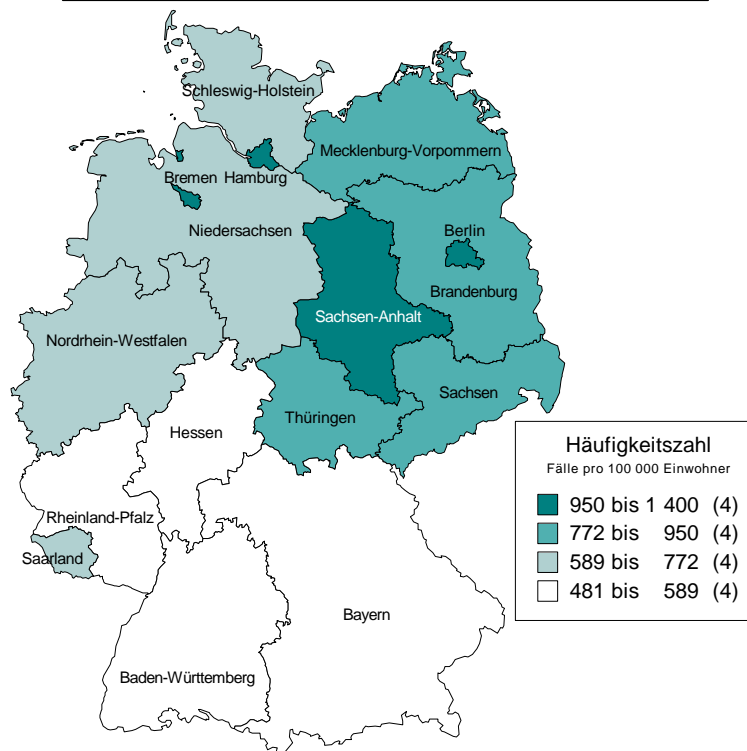 Schleswig-Holstein
Mecklenburg-Vorpommern
Bremen Hamburg
Niedersachsen
Berlin
Brandenburg
Sachsen-Anhalt
Nordrhein-Westfalen
Sachsen
Thüringen
Hessen
Häufigkeitszahl
Fälle pro 100 000 Einwohner
950 bis 1 400 (4)
772 bis 950 (4)
589 bis 772 (4)
481 bis 589 (4)
Rheinland-Pfalz
Saarland
Bayern
Baden-Württemberg